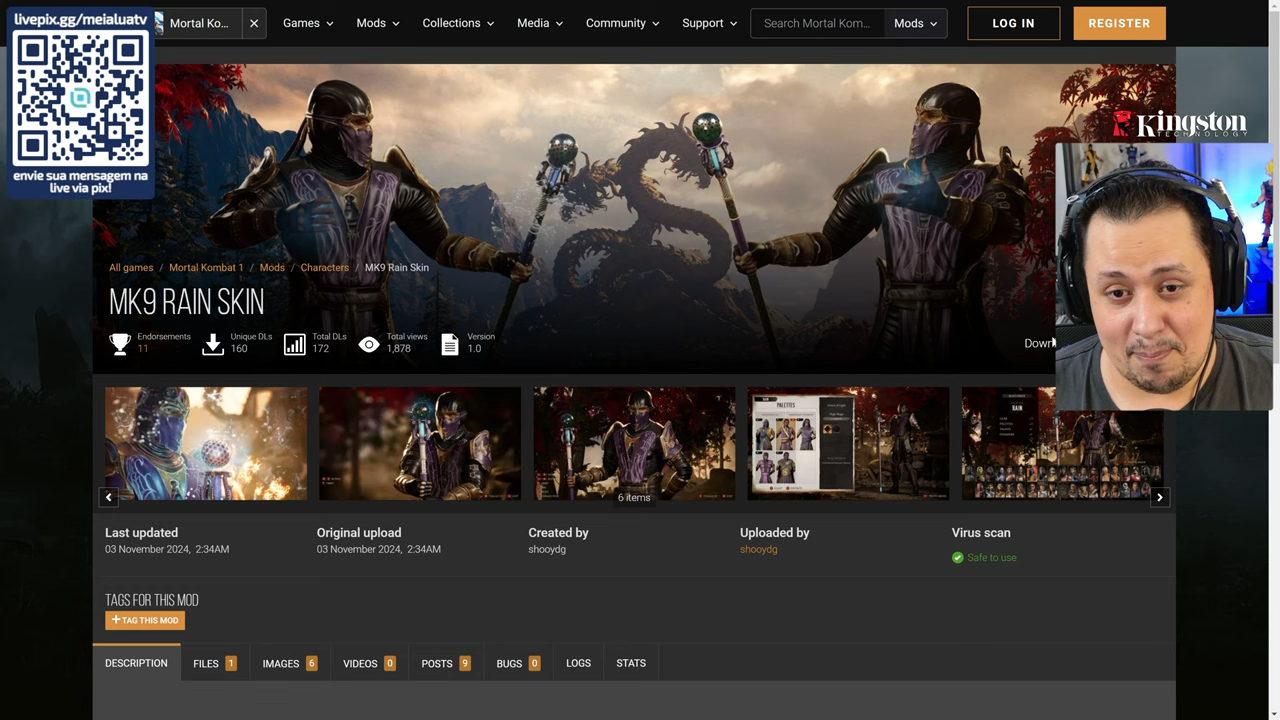 livepix.gg/meialuatv
envie sua mensagem na
live via pix!
Mortal Ko...
Games
Mods
Collections
Media
Community
Support
Search Mortal Kom...
Mods
LOG IN
REGISTER
Kingston
TECHNOLOGY
All games / Mortal Kombat 1 / Mods / Characters / MK9 Rain Skin
MK9 RAIN SKIN
Endorsements
11
Unique DLs
160
Total DLs
172
Total views
1,878
Version
1.0
Down
PALETTES
RAIN
6 items
Last updated
03 November 2024, 2:34AM
Original upload
03 November 2024, 2:34AM
Created by
shooydg
Uploaded by
shooydg
Virus scan
Safe to use
TAGS FOR THIS MOD
+ TAG THIS MOD
DESCRIPTION
FILES 1
IMAGES 6
VIDEOS 0
POSTS 9
BUGS 0
LOGS
STATS